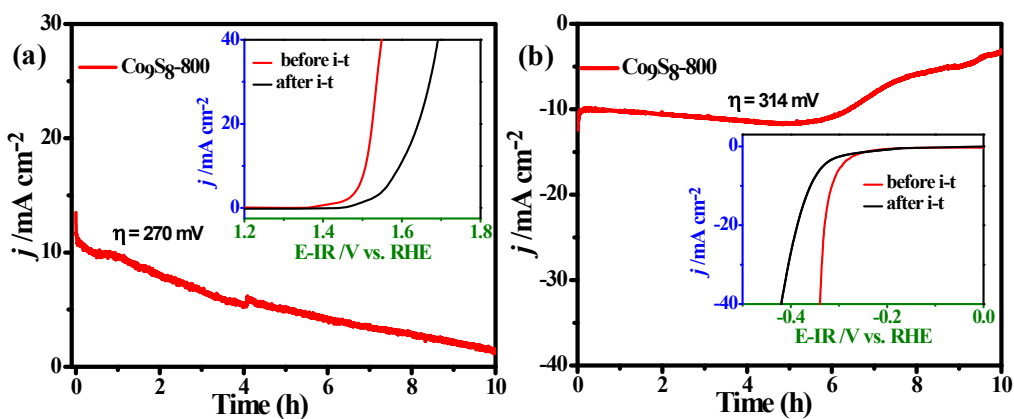 (a)
Co9S8-800
η = 270 mV
j /mA cm-2
30
20
10
0
0
2
4
6
8
10
Time (h)
before i-t
after i-t
j /mA cm-2
40
20
0
1.2
1.4
1.6
1.8
E-IR /V vs. RHE
(b)
Co9S8-800
η = 314 mV
j /mA cm-2
0
-10
-20
-30
-40
0
2
4
6
8
10
Time (h)
before i-t
after i-t
j /mA cm-2
0
-20
-40
-0.4
-0.2
0.0
E-IR /V vs. RHE